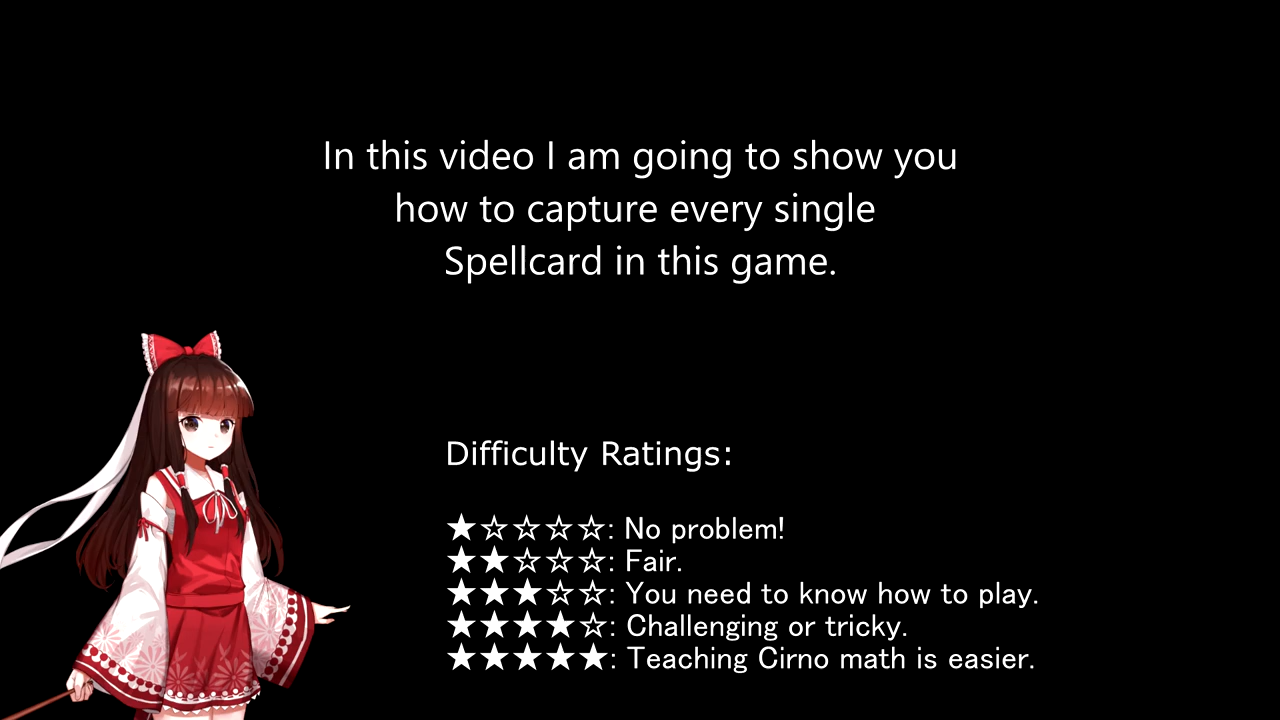 In this video I am going to show you
how to capture every single
Spellcard in this game.
Difficulty Ratings:
★☆☆☆☆: No problem!
★★☆☆☆: Fair.
★★★☆☆: You need to know how to play.
★★★★☆: Challenging or tricky.
★★★★★: Teaching Cirno math is easier.